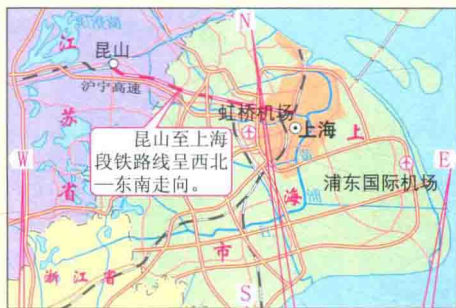 N
江
昆山
沪宁高速
苏
虹桥机场
上海
上
昆山至上海
段铁路线呈西北
—东南走向。
W
E
浦东国际机场
省
海
浦
市
浙江省
S